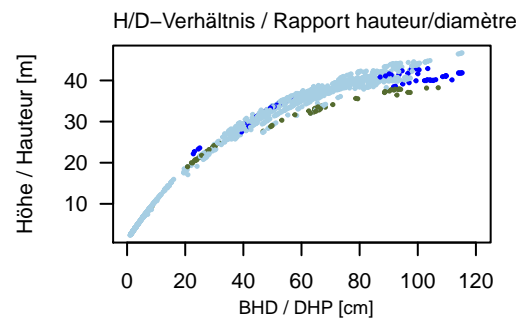 H/D−Verhältnis / Rapport hauteur/diamètre
Höhe / Hauteur [m]
40
30
20
10
0 20 40 60 80 100 120
BHD / DHP [cm]